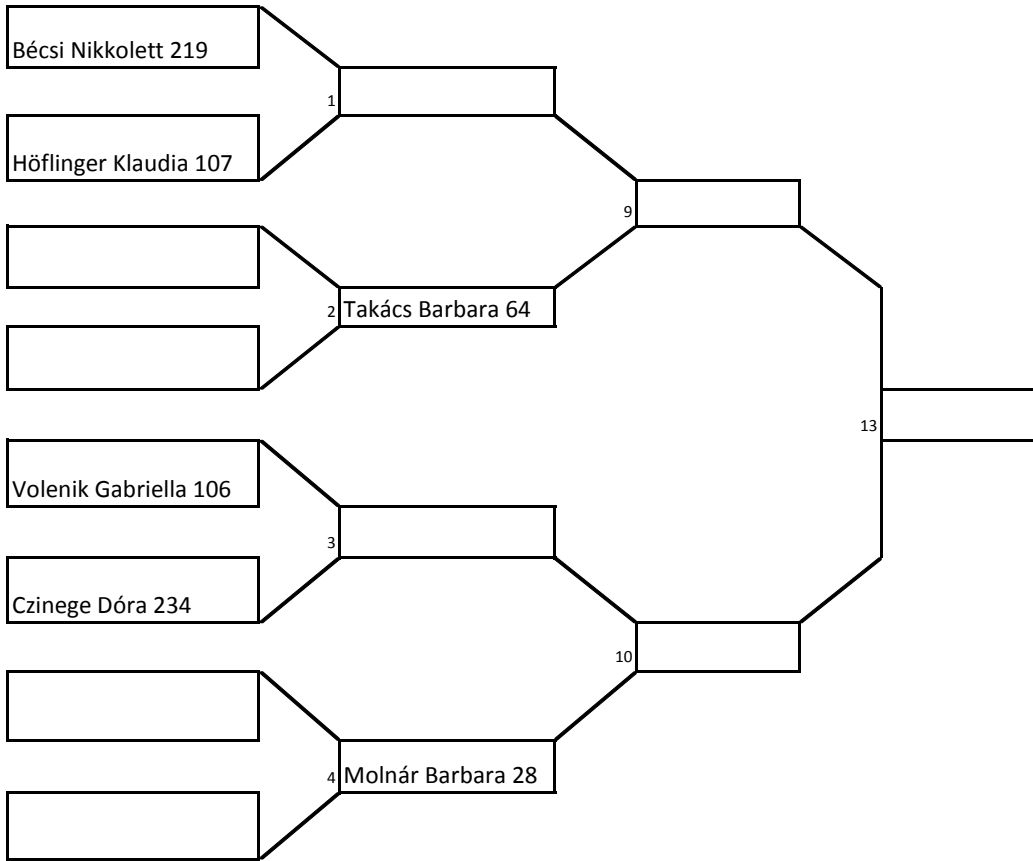 Bécsi Nikkolett 219
1
Höflinger Klaudia 107
9
2 Takács Barbara 64
13
Volenik Gabriella 106
3
Czinege Dóra 234
10
4 Molnár Barbara 28